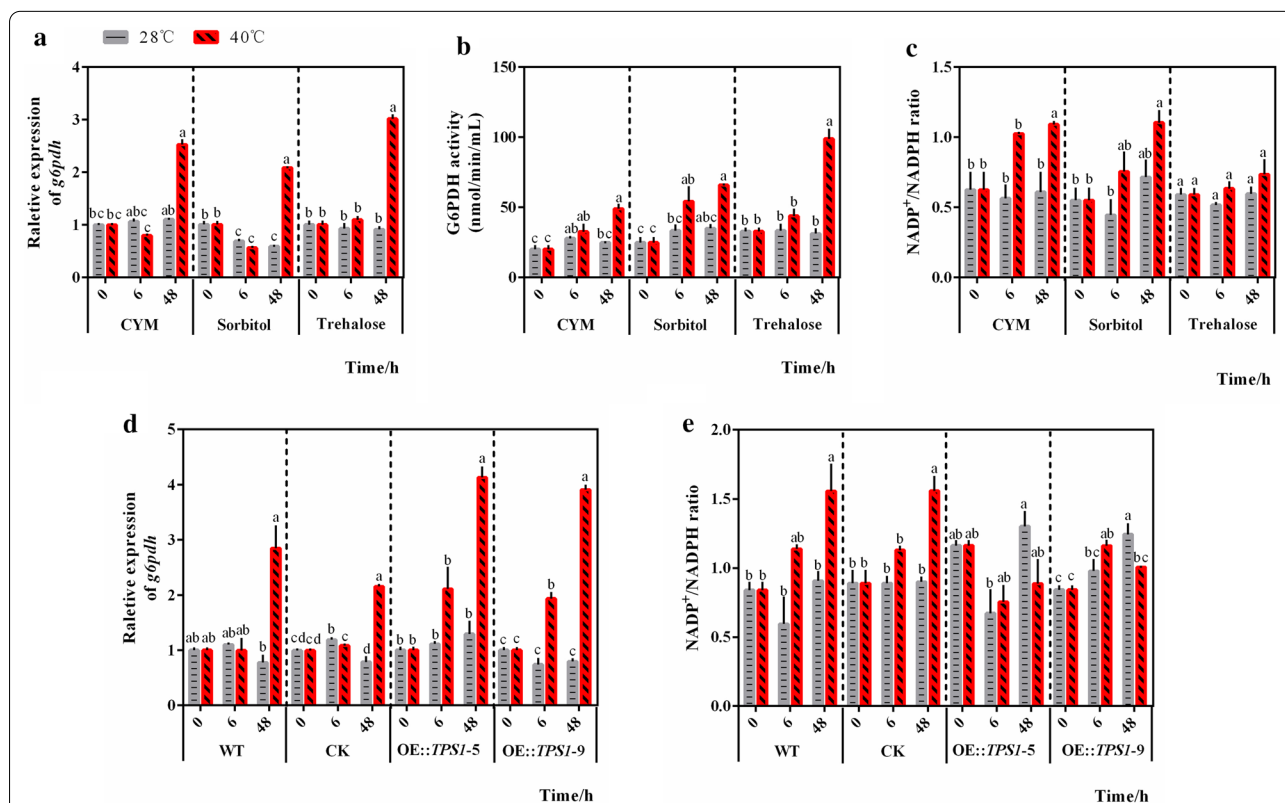 a
28℃
40℃
Raletive expression
of g6pdh
4
3
2
1
0
bc bc abc c ab a
b b c c c a
b b b b b a
0 6 48
0 6 48
0 6 48
CYM Sorbitol Trehalose
Time/h
b
G6PDH activity
(nmol/min/mL)
150
100
50
0
c c ab ab bc a
c c bc ab abc a
b b b b b a
0 6 48
0 6 48
0 6 48
CYM Sorbitol Trehalose
Time/h
c
NADP+/NADPH ratio
1.5
1.0
0.5
0.0
b b b b b a
ab ab b ab ab a
a a a a a a
0 6 48
0 6 48
0 6 48
CYM Sorbitol Trehalose
Time/h
d
Raletive expression
of g6pdh
5
4
3
2
1
0
ab ab ab ab b a
cd cd b c d a
b b b b b a
c c c b c a
0 6 48
0 6 48
0 6 48
0 6 48
WT CK OE::TPS1-5 OE::TPS1-9
Time/h
e
NADP+/NADPH ratio
2.0
1.5
1.0
0.5
0.0
b b b ab b a
b b b b b a
ab ab b ab a ab
c c bc ab a bc
0 6 48
0 6 48
0 6 48
0 6 48
WT CK OE::TPS1-5 OE::TPS1-9
Time/h